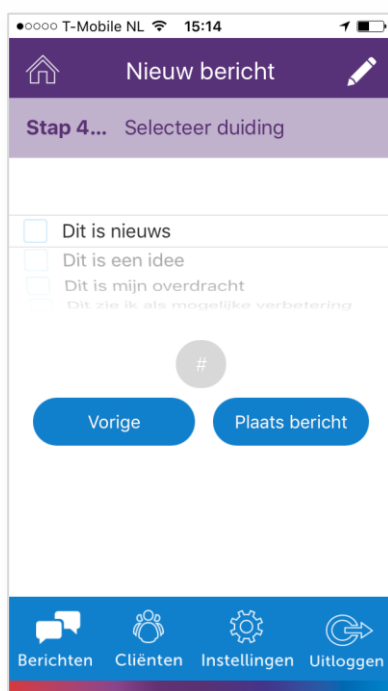 T-Mobile NL 15:14
Nieuw bericht
Stap 4... Selecteer duiding
Dit is nieuws
Dit is een idee
Dit is mijn overdracht
Dit zie ik als mogelijke verbetering
#
Vorige Plaats bericht
Berichten Cliënten Instellingen Uitloggen